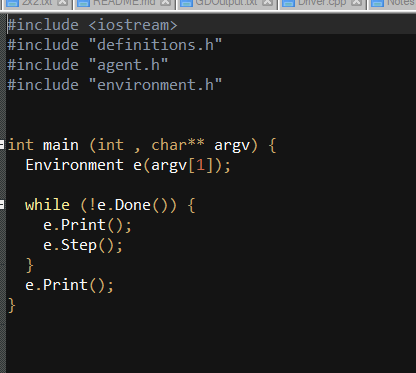 2x2.txt README.md GDOutput.txt Driver.cpp Notes
#include <iostream>
#include "definitions.h"
#include "agent.h"
#include "environment.h"
int main (int , char** argv) {
  Environment e(argv[1]);
  while (!e.Done()) {
    e.Print();
    e.Step();
  }
  e.Print();
}